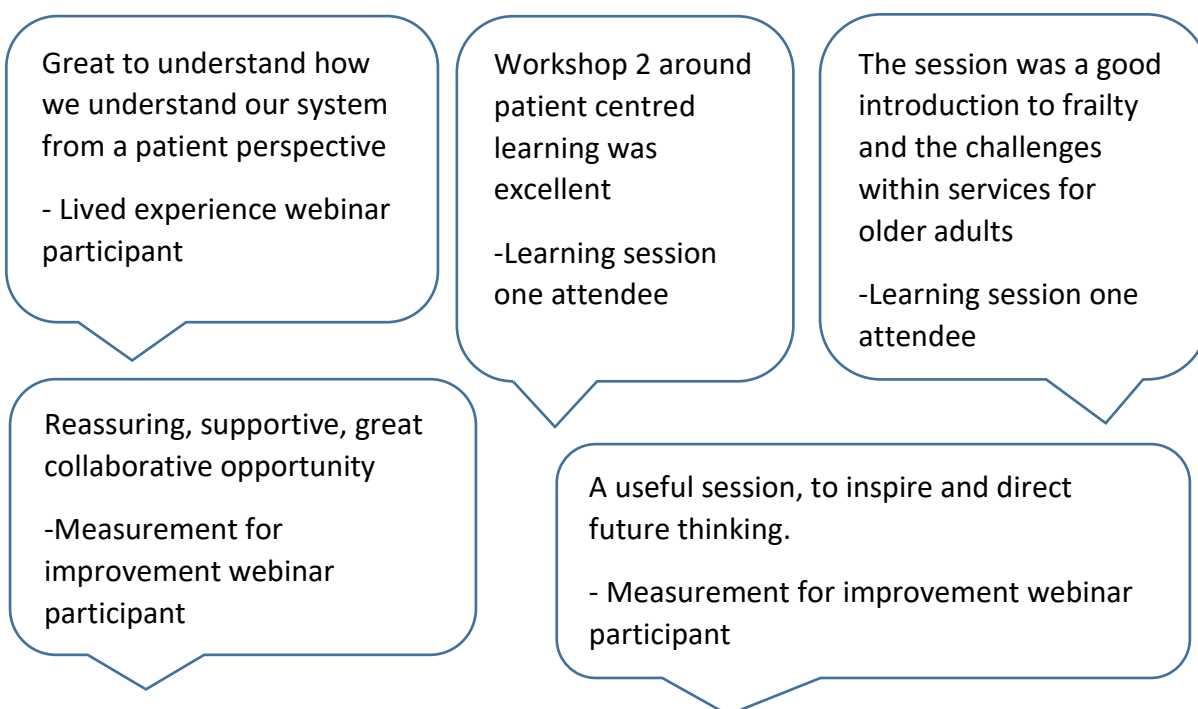 Great to understand how
we understand our system
from a patient perspective
- Lived experience webinar
participant
Workshop 2 around
patient centred
learning was
excellent
-Learning session
one attendee
The session was a good
introduction to frailty
and the challenges
within services for
older adults
-Learning session one
attendee
Reassuring, supportive, great
collaborative opportunity
-Measurement for
improvement webinar
participant
A useful session, to inspire and direct
future thinking.
- Measurement for improvement webinar
participant